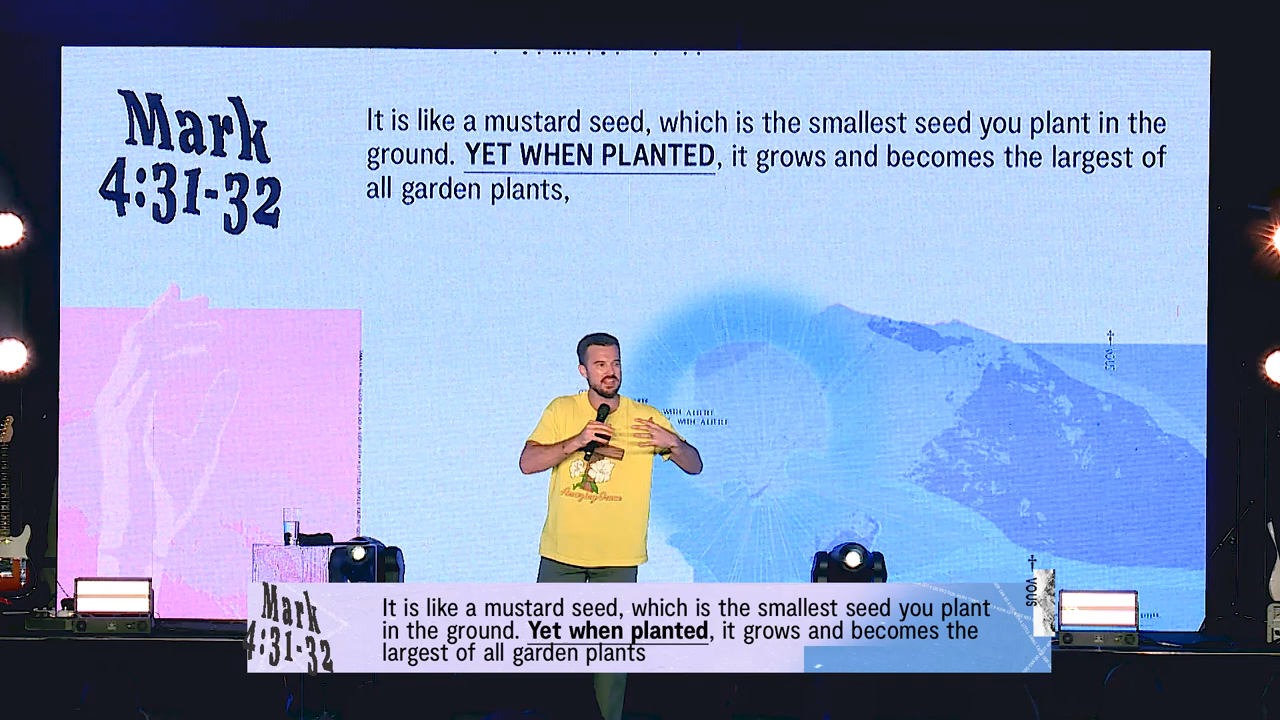 Mark
4:31-32
It is like a mustard seed, which is the smallest seed you plant in the
ground. YET WHEN PLANTED, it grows and becomes the largest of
all garden plants,
Amazing Grace
Mark
4:31-32
It is like a mustard seed, which is the smallest seed you plant
in the ground. Yet when planted, it grows and becomes the
largest of all garden plants
VOUS